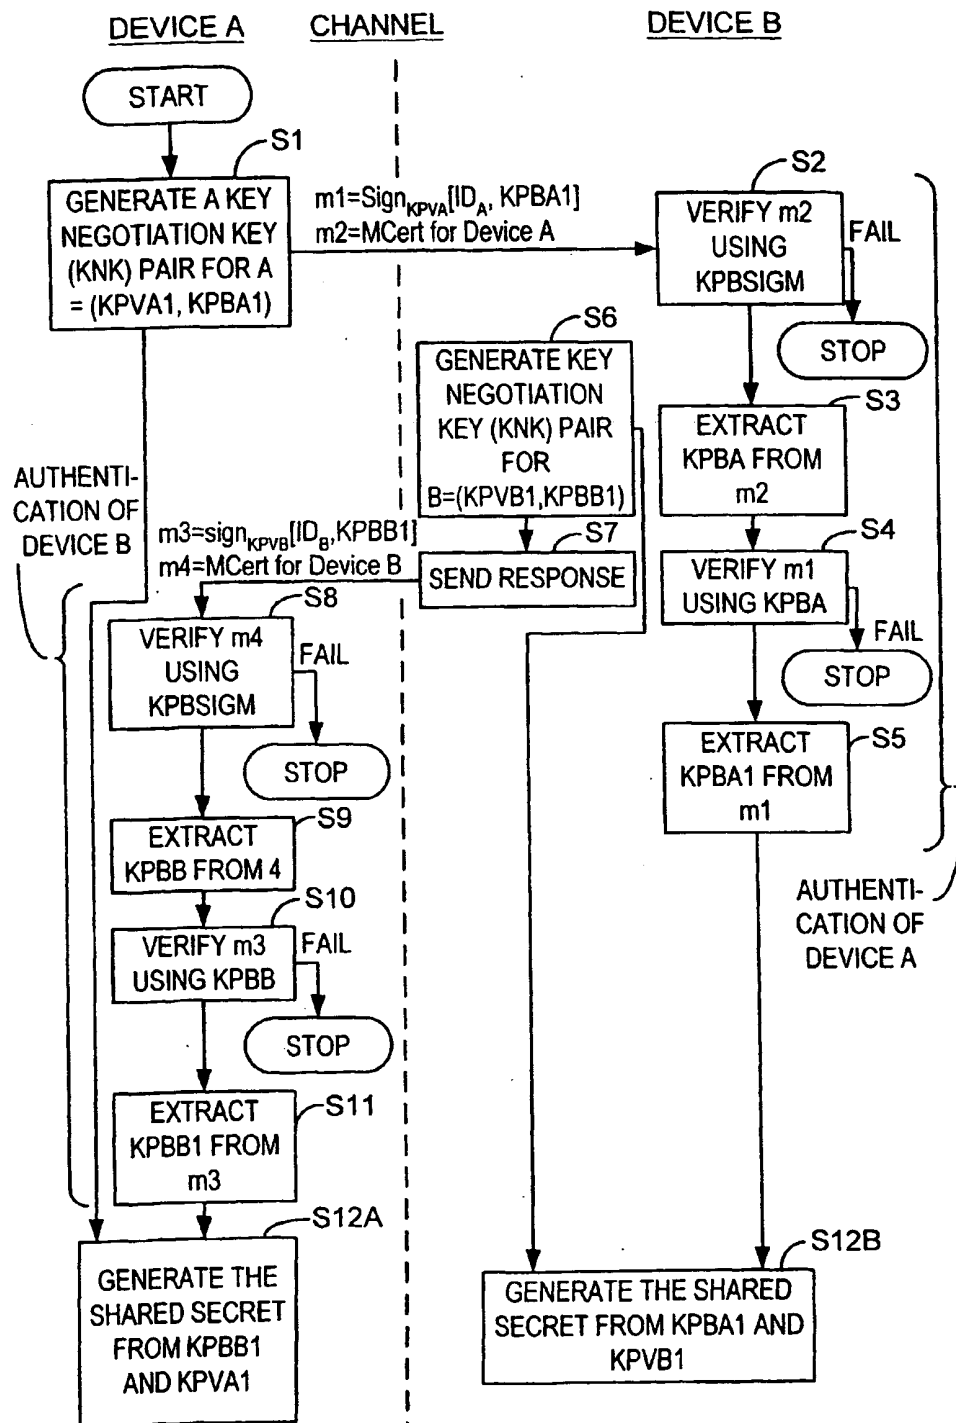 DEVICE A
CHANNEL
DEVICE B
START
S1
GENERATE A KEY
NEGOTIATION KEY
(KNK) PAIR FOR A
= (KPVA1, KPBA1)
m1=Sign_KPVA[ID_A, KPBA1]
m2=MCert for Device A
S2
VERIFY m2
USING
KPBSIGM
FAIL
STOP
S6
GENERATE KEY
NEGOTIATION
KEY (KNK) PAIR
FOR
B=(KPVB1,KPBB1)
S3
EXTRACT
KPBA FROM
m2
AUTHENTI-
CATION OF
DEVICE B
m3=sign_KPVB[ID_B,KPBB1]
m4=MCert for Device B
S7
SEND RESPONSE
S4
VERIFY m1
USING KPBA
FAIL
STOP
S8
VERIFY m4
USING
KPBSIGM
FAIL
STOP
S5
EXTRACT
KPBA1 FROM
m1
S9
EXTRACT
KPBB FROM 4
S10
VERIFY m3
USING KPBB
FAIL
STOP
AUTHENTI-
CATION OF
DEVICE A
S11
EXTRACT
KPBB1 FROM
m3
S12A
GENERATE THE
SHARED SECRET
FROM KPBB1
AND KPVA1
S12B
GENERATE THE SHARED
SECRET FROM KPBA1 AND
KPVB1